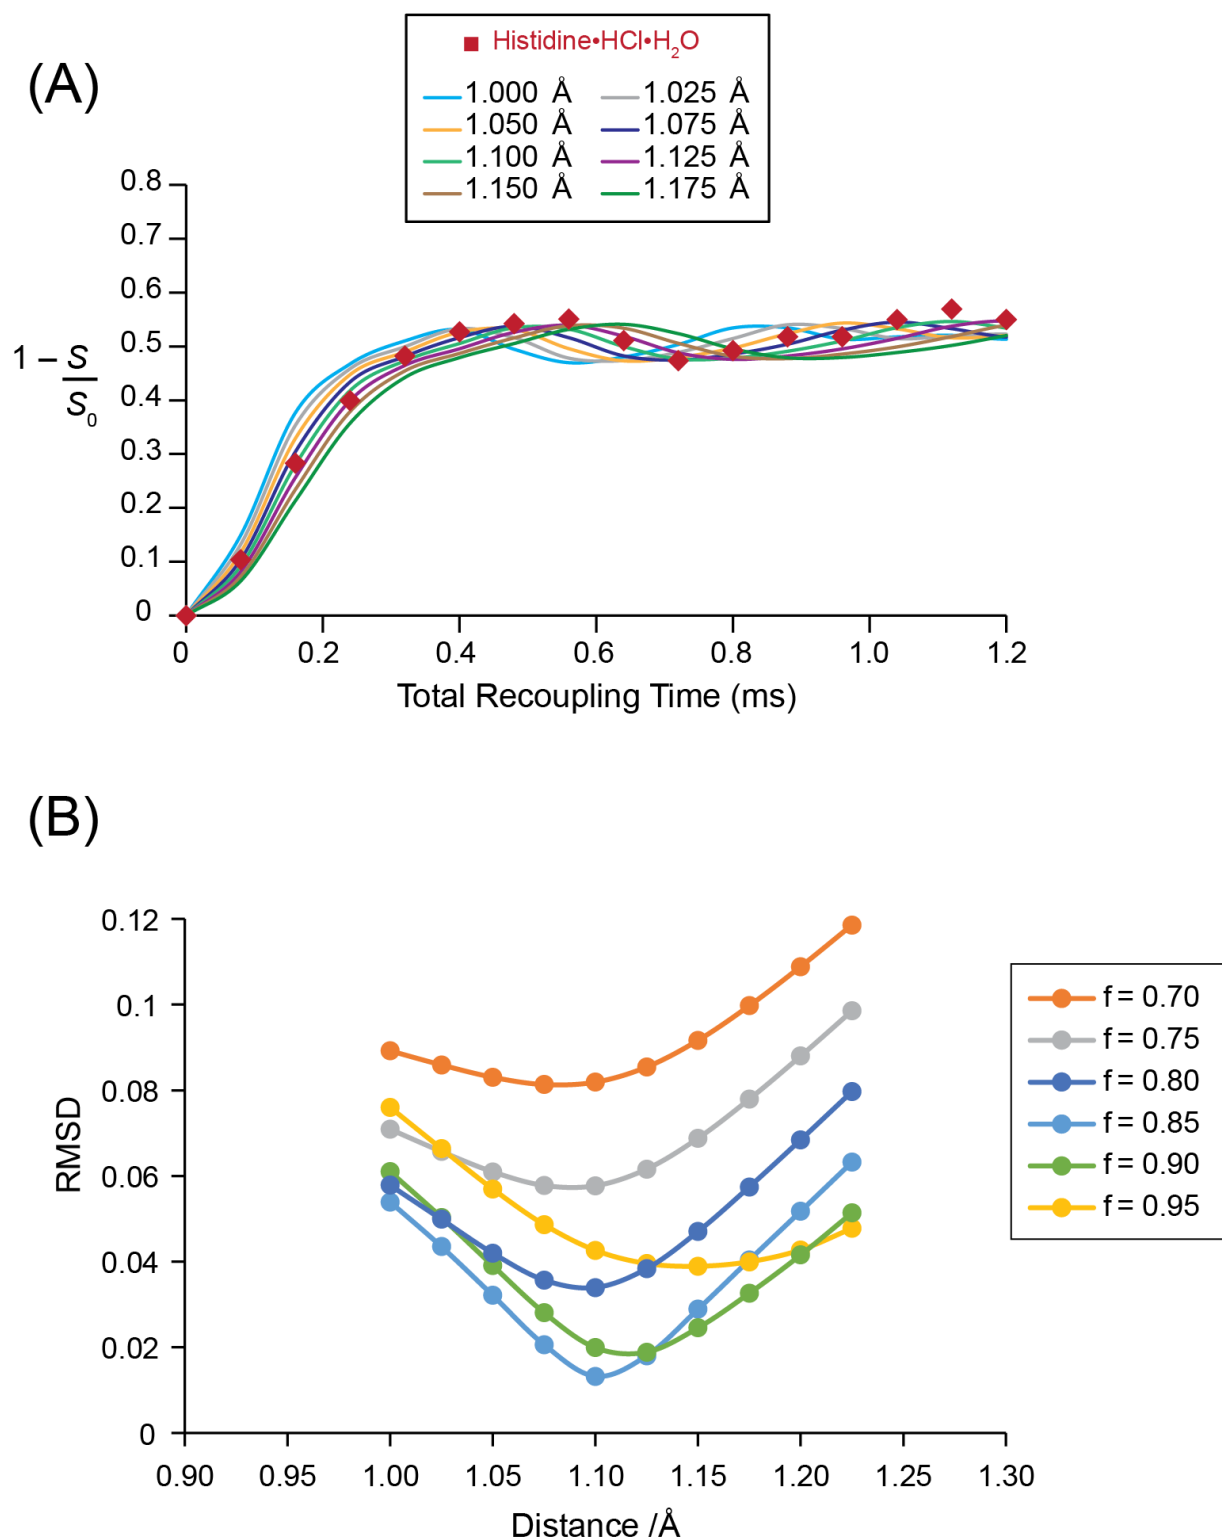 (A)
Histidine•HCl•H₂O
1.000 Å 1.025 Å
1.050 Å 1.075 Å
1.100 Å 1.125 Å
1.150 Å 1.175 Å
0.8
0.7
0.6
0.5
0.4
0.3
0.2
0.1
0
1 – S
S₀
0 0.2 0.4 0.6 0.8 1.0 1.2
Total Recoupling Time (ms)
(B)
0.12
0.1
0.08
0.06
0.04
0.02
0
RMSD
0.90 0.95 1.00 1.05 1.10 1.15 1.20 1.25 1.30
Distance /Å
f = 0.70
f = 0.75
f = 0.80
f = 0.85
f = 0.90
f = 0.95